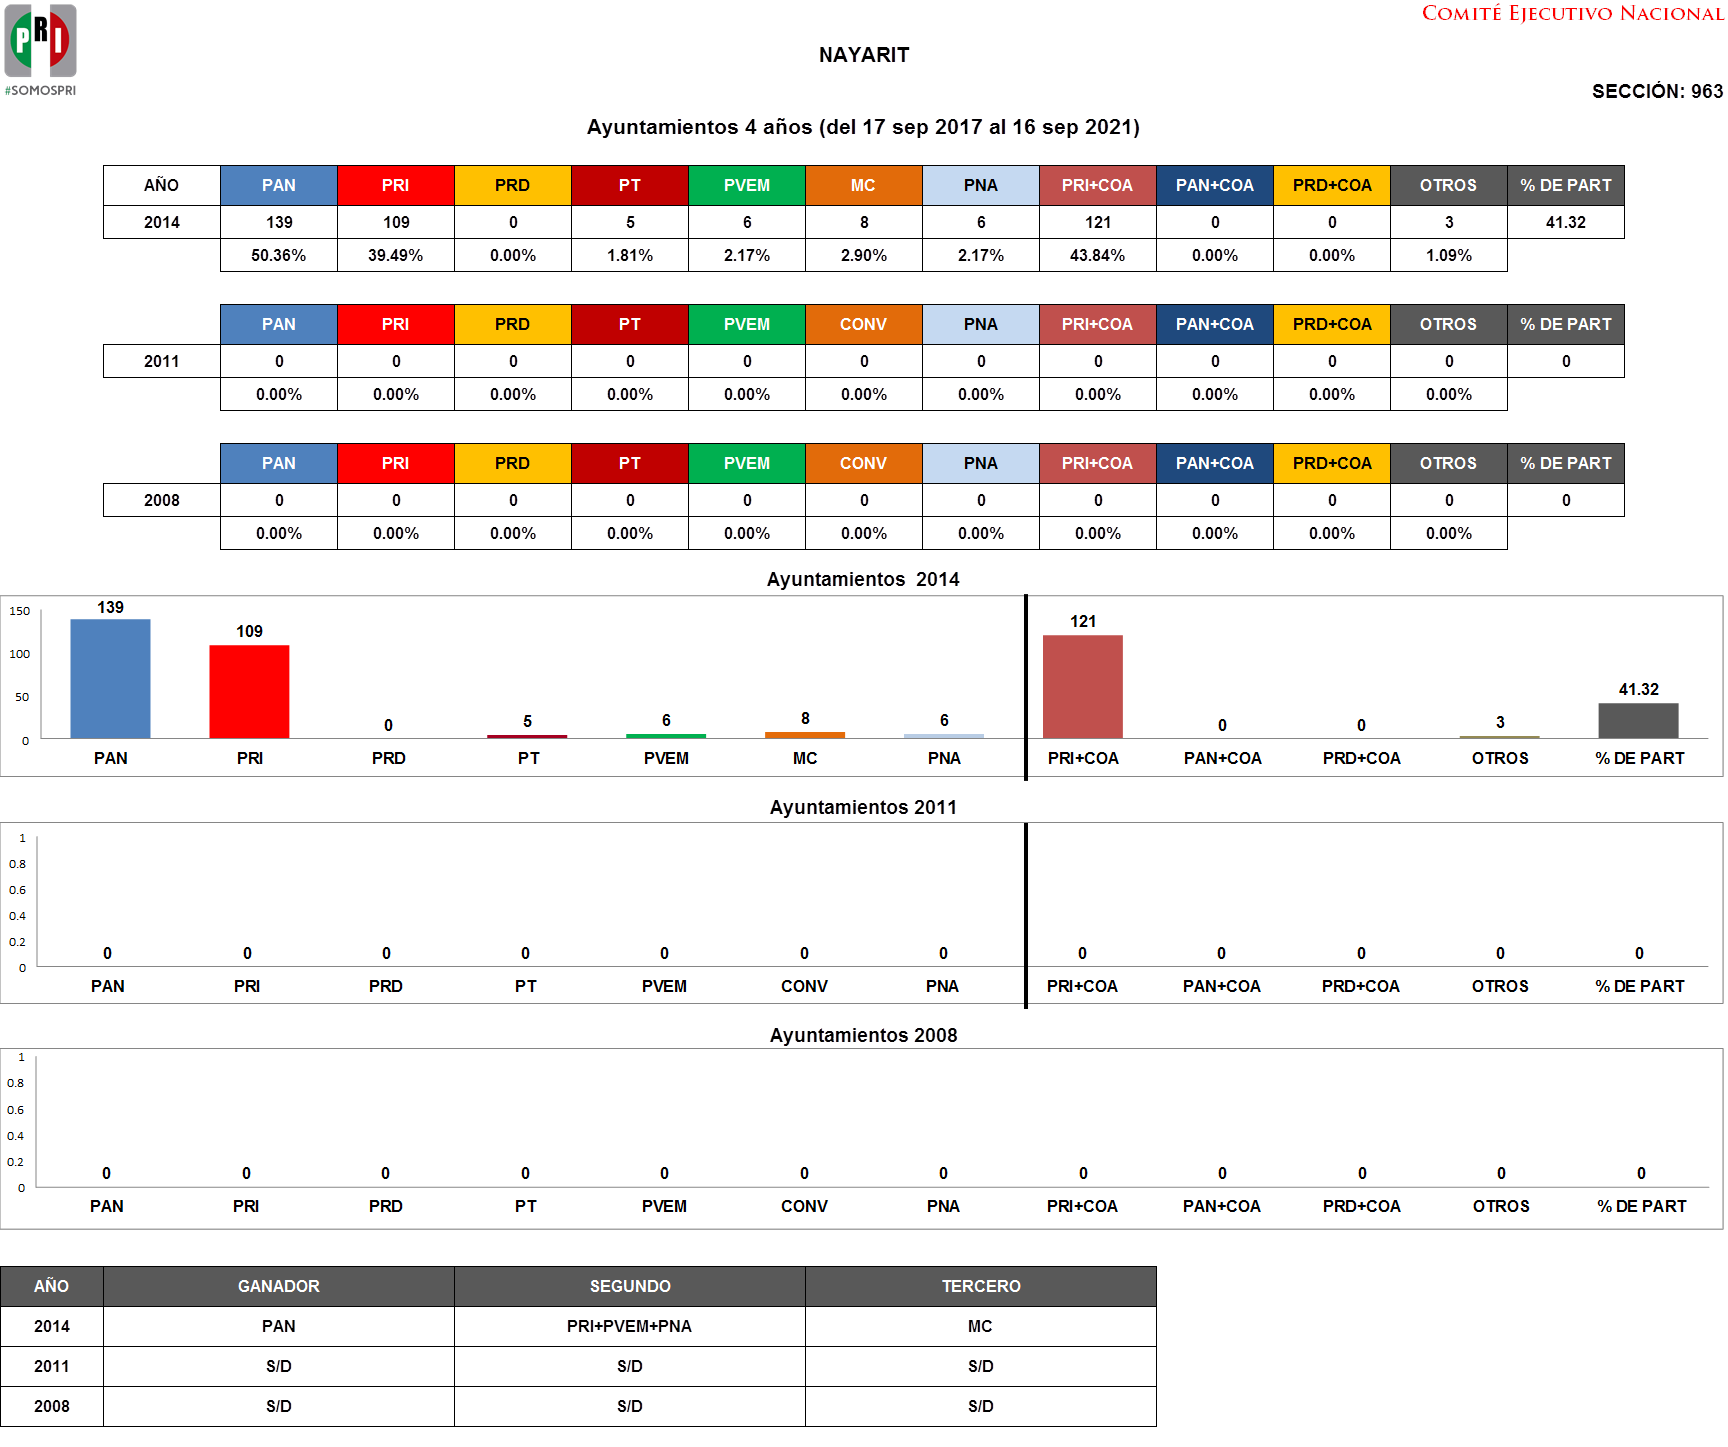 COMITÉ EJECUTIVO NACIONAL
PRI
#SOMOSPRI
NAYARIT
SECCIÓN: 963
Ayuntamientos 4 años (del 17 sep 2017 al 16 sep 2021)
AÑO PAN PRI PRD PT PVEM MC PNA PRI+COA PAN+COA PRD+COA OTROS % DE PART
2014 139 109 0 5 6 8 6 121 0 0 3 41.32
50.36% 39.49% 0.00% 1.81% 2.17% 2.90% 2.17% 43.84% 0.00% 0.00% 1.09%
PAN PRI PRD PT PVEM CONV PNA PRI+COA PAN+COA PRD+COA OTROS % DE PART
2011 0 0 0 0 0 0 0 0 0 0 0 0
0.00% 0.00% 0.00% 0.00% 0.00% 0.00% 0.00% 0.00% 0.00% 0.00% 0.00%
PAN PRI PRD PT PVEM CONV PNA PRI+COA PAN+COA PRD+COA OTROS % DE PART
2008 0 0 0 0 0 0 0 0 0 0 0 0
0.00% 0.00% 0.00% 0.00% 0.00% 0.00% 0.00% 0.00% 0.00% 0.00% 0.00%
Ayuntamientos 2014
150
100
50
0
139 109 0 5 6 8 6 121 0 0 3 41.32
PAN PRI PRD PT PVEM MC PNA PRI+COA PAN+COA PRD+COA OTROS % DE PART
Ayuntamientos 2011
1
0.8
0.6
0.4
0.2
0
0 0 0 0 0 0 0 0 0 0 0 0
PAN PRI PRD PT PVEM CONV PNA PRI+COA PAN+COA PRD+COA OTROS % DE PART
Ayuntamientos 2008
1
0.8
0.6
0.4
0.2
0
0 0 0 0 0 0 0 0 0 0 0 0
PAN PRI PRD PT PVEM CONV PNA PRI+COA PAN+COA PRD+COA OTROS % DE PART
AÑO GANADOR SEGUNDO TERCERO
2014 PAN PRI+PVEM+PNA MC
2011 S/D S/D S/D
2008 S/D S/D S/D